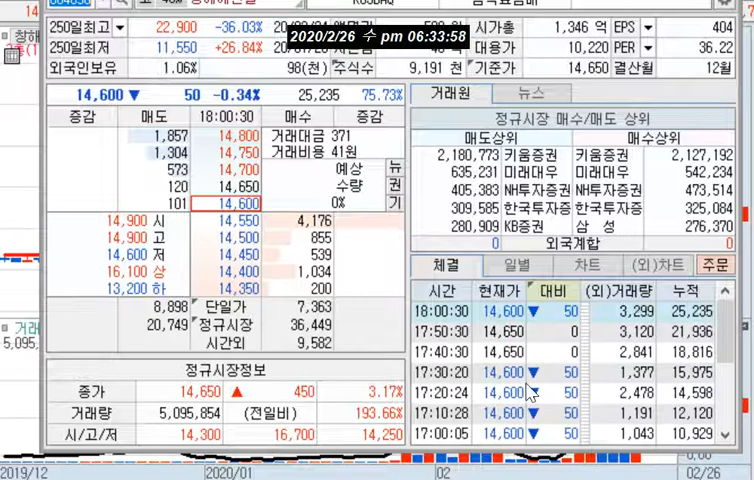 KOSDAQ
250일최고 22,900 -36.03% 시가총 1,346 억 EPS 404
250일최저 11,550 +26.84% 대용가 10,220 PER 36.22
외국인보유 1.06% 98(천) 주식수 9,191 천 기준가 14,650 결산월 12월
2020/2/26 수 pm 06:33:58
14,600 ▼ 50 -0.34% 25,235 75.73%
증감 매도 18:00:30 매수 증감
1,857 14,800 거래대금 371
1,304 14,750 거래비용 41원
573 14,700 예상 뉴
120 14,650 수량 권
101 14,600 0% 기
14,900 시 14,550 4,176
14,900 고 14,500 855
14,600 저 14,450 539
16,100 상 14,400 1,034
13,200 하 14,350 200
8,898 단일가 7,363
20,749 정규시장 36,449
시간외 9,582
정규시장정보
종가 14,650 ▲ 450 3.17%
거래량 5,095,854 (전일비) 193.66%
시/고/저 14,300 16,700 14,250
거래원 뉴스
정규시장 매수/매도 상위
매도상위 매수상위
2,180,773 키움증권 키움증권 2,127,192
635,231 미래대우 미래대우 542,234
405,383 NH투자증권 NH투자증권 473,514
309,585 한국투자증 한국투자증 325,084
280,909 KB증권 삼 성 276,370
0 외국계합 0
체결 일별 차트 (외)차트 주문
시간 현재가 대비 (외)거래량 누적
18:00:30 14,600 ▼ 50 3,299 25,235
17:50:30 14,650 0 3,120 21,936
17:40:30 14,650 0 2,841 18,816
17:30:20 14,600 ▼ 50 1,377 15,975
17:20:24 14,600 ▼ 50 2,478 14,598
17:10:28 14,600 ▼ 50 1,191 12,120
17:00:05 14,600 ▼ 50 1,043 10,929
창해
거래
5,095,
0,00
2019/12 2020/01 02 02/26